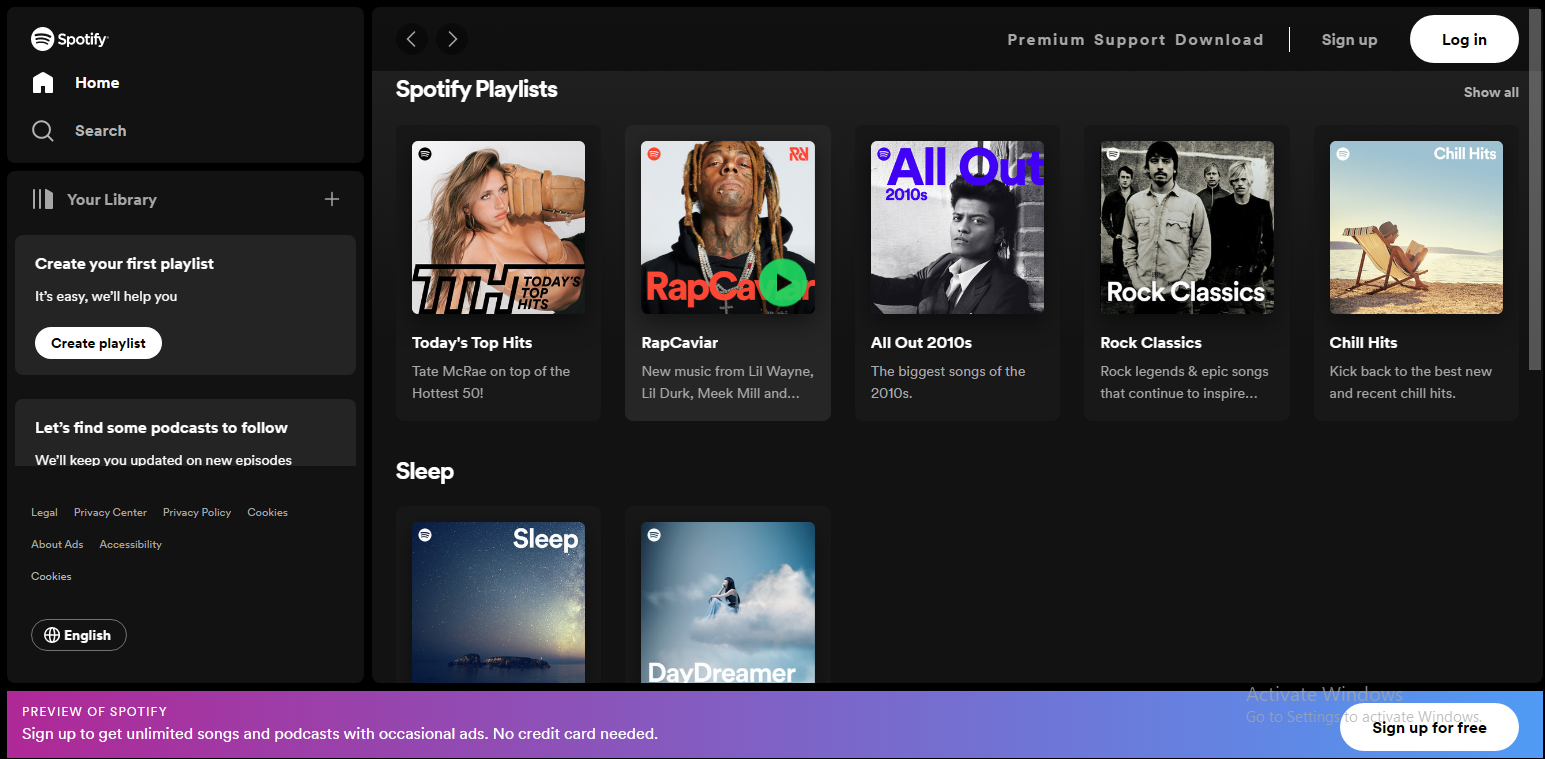 Spotify
Home
Search
Your Library
Create your first playlist
It's easy, we'll help you
Create playlist
Let's find some podcasts to follow
We'll keep you updated on new episodes
Legal Privacy Center Privacy Policy Cookies
About Ads Accessibility
Cookies
English
Premium Support Download
Sign up
Log in
Spotify Playlists
Show all
TTH TODAY'S
TOP
HITS
Today's Top Hits
Tate McRae on top of the
Hottest 50!
RapCaviar
RapCaviar
New music from Lil Wayne,
Lil Durk, Meek Mill and...
All Out
2010s
All Out 2010s
The biggest songs of the
2010s.
Rock Classics
Rock Classics
Rock legends & epic songs
that continue to inspire...
Chill Hits
Chill Hits
Kick back to the best new
and recent chill hits.
Sleep
Sleep
DayDreamer
Activate Windows
Go to Settings to activate Windows.
PREVIEW OF SPOTIFY
Sign up to get unlimited songs and podcasts with occasional ads. No credit card needed.
Sign up for free